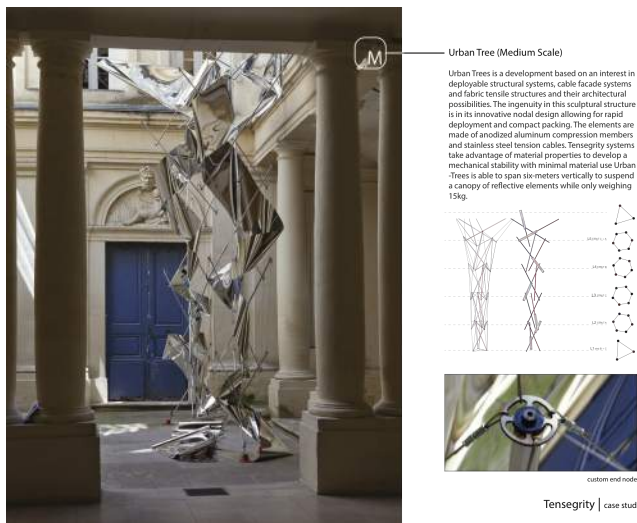 M
Urban Tree (Medium Scale)
Urban Trees is a development based on an interest in
deployable structural systems, cable facade systems
and fabric tensile structures and their architectural
possibilities. The ingenuity in this sculptural structure
is in its innovative nodal design allowing for rapid
deployment and compact packing. The elements are
made of anodized aluminum compression members
and stainless steel tension cables. Tensegrity systems
take advantage of material properties to develop a
mechanical stability with minimal material use Urban
-Trees is able to span six-meters vertically to suspend
a canopy of reflective elements while only weighing
15kg.
custom end node
Tensegrity | case stud